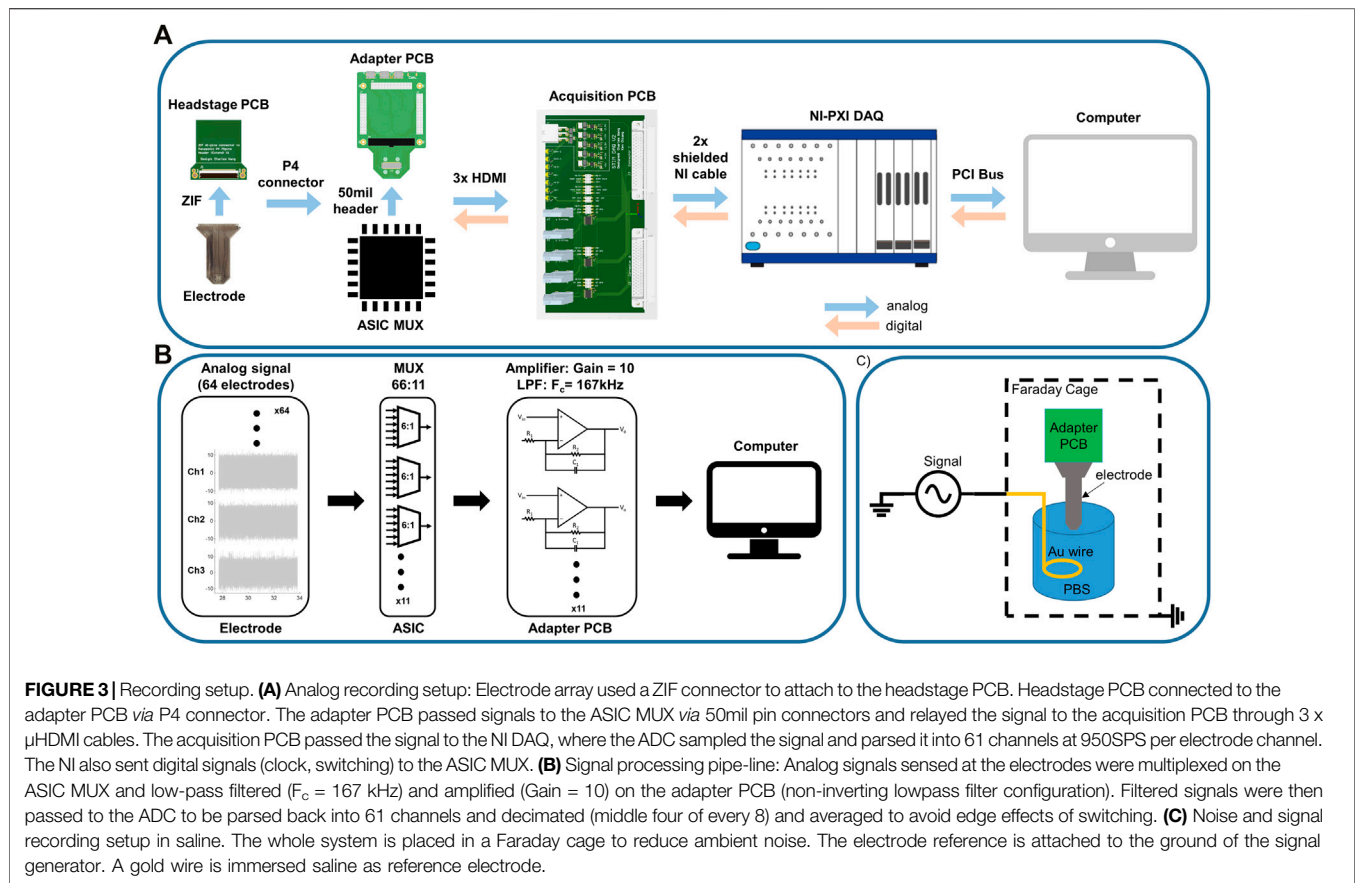 A
Adapter PCB
Headstage PCB
Acquisition PCB
NI-PXI DAQ
Computer
P4
connector
ZIF
50mil
header
3x HDMI
2x
shielded
NI cable
PCI Bus
Electrode
ASIC MUX
analog
digital
B
Analog signal
(64 electrodes)
x64
Ch1
10
0
-10
Ch2
10
0
-10
Ch3
10
0
-10
28
30
32
34
Electrode
MUX
66:11
6:1
6:1
6:1
x11
ASIC
Amplifier: Gain = 10
LPF: Fc= 167kHz
x11
Adapter PCB
Computer
C)
Faraday Cage
Adapter
PCB
Signal
electrode
Au wire
PBS
FIGURE 3 | Recording setup. (A) Analog recording setup: Electrode array used a ZIF connector to attach to the headstage PCB. Headstage PCB connected to the
adapter PCB via P4 connector. The adapter PCB passed signals to the ASIC MUX via 50mil pin connectors and relayed the signal to the acquisition PCB through 3 x
μHDMI cables. The acquisition PCB passed the signal to the NI DAQ, where the ADC sampled the signal and parsed it into 61 channels at 950SPS per electrode channel.
The NI also sent digital signals (clock, switching) to the ASIC MUX. (B) Signal processing pipe-line: Analog signals sensed at the electrodes were multiplexed on the
ASIC MUX and low-pass filtered (Fc = 167 kHz) and amplified (Gain = 10) on the adapter PCB (non-inverting lowpass filter configuration). Filtered signals were then
passed to the ADC to be parsed back into 61 channels and decimated (middle four of every 8) and averaged to avoid edge effects of switching. (C) Noise and signal
recording setup in saline. The whole system is placed in a Faraday cage to reduce ambient noise. The electrode reference is attached to the ground of the signal
generator. A gold wire is immersed saline as reference electrode.